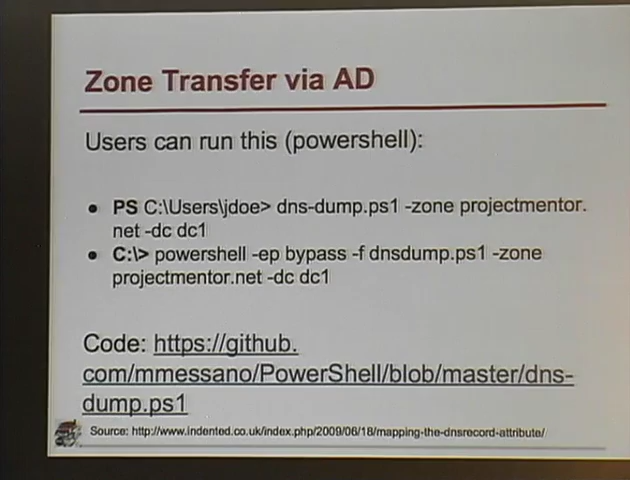 Zone Transfer via AD
Users can run this (powershell):
● PS C:\Users\jdoe> dns-dump.ps1 -zone projectmentor.
net -dc dc1
● C:\> powershell -ep bypass -f dnsdump.ps1 -zone
projectmentor.net -dc dc1
Code: https://github.
com/mmessano/PowerShell/blob/master/dns-
dump.ps1
Source: http://www.indented.co.uk/index.php/2009/06/18/mapping-the-dnsrecord-attribute/